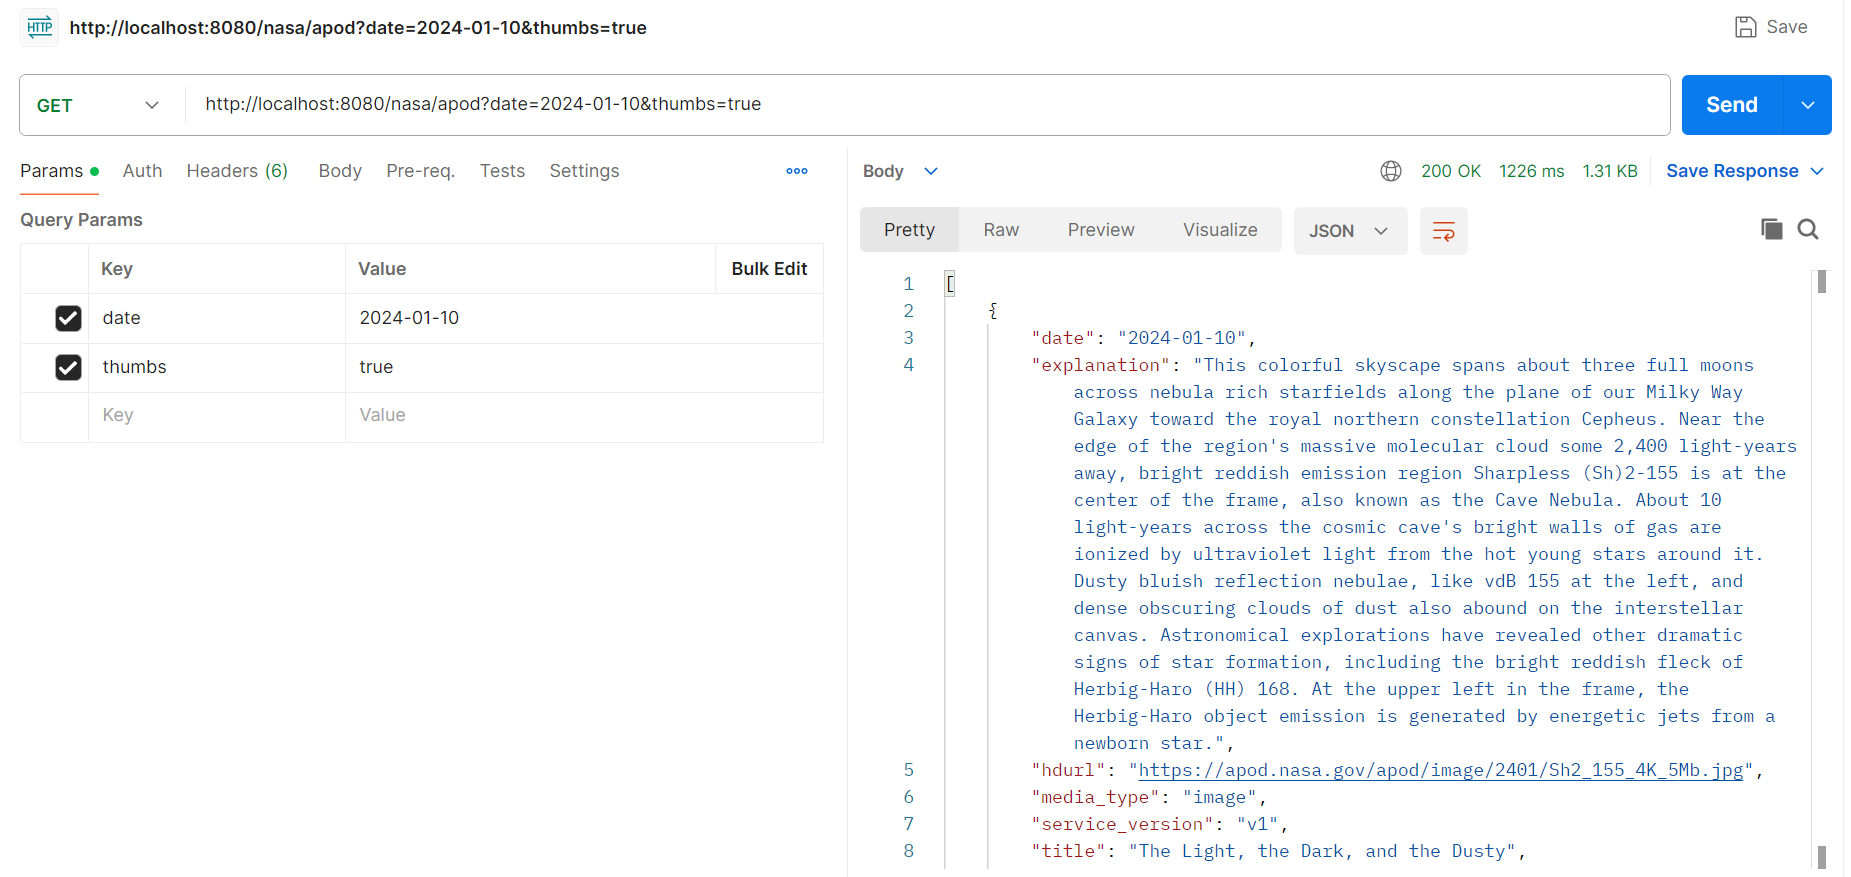 HTTP http://localhost:8080/nasa/apod?date=2024-01-10&thumbs=true Save
GET http://localhost:8080/nasa/apod?date=2024-01-10&thumbs=true Send
Params Auth Headers (6) Body Pre-req. Tests Settings
Query Params
Key Value Bulk Edit
date 2024-01-10
thumbs true
Key Value
Body 200 OK 1226 ms 1.31 KB Save Response
Pretty Raw Preview Visualize JSON
1 [
2 {
3 "date": "2024-01-10",
4 "explanation": "This colorful skyscape spans about three full moons
across nebula rich starfields along the plane of our Milky Way
Galaxy toward the royal northern constellation Cepheus. Near the
edge of the region's massive molecular cloud some 2,400 light-years
away, bright reddish emission region Sharpless (Sh)2-155 is at the
center of the frame, also known as the Cave Nebula. About 10
light-years across the cosmic cave's bright walls of gas are
ionized by ultraviolet light from the hot young stars around it.
Dusty bluish reflection nebulae, like vdB 155 at the left, and
dense obscuring clouds of dust also abound on the interstellar
canvas. Astronomical explorations have revealed other dramatic
signs of star formation, including the bright reddish fleck of
Herbig-Haro (HH) 168. At the upper left in the frame, the
Herbig-Haro object emission is generated by energetic jets from a
newborn star.",
5 "hdurl": "https://apod.nasa.gov/apod/image/2401/Sh2_155_4K_5Mb.jpg",
6 "media_type": "image",
7 "service_version": "v1",
8 "title": "The Light, the Dark, and the Dusty",